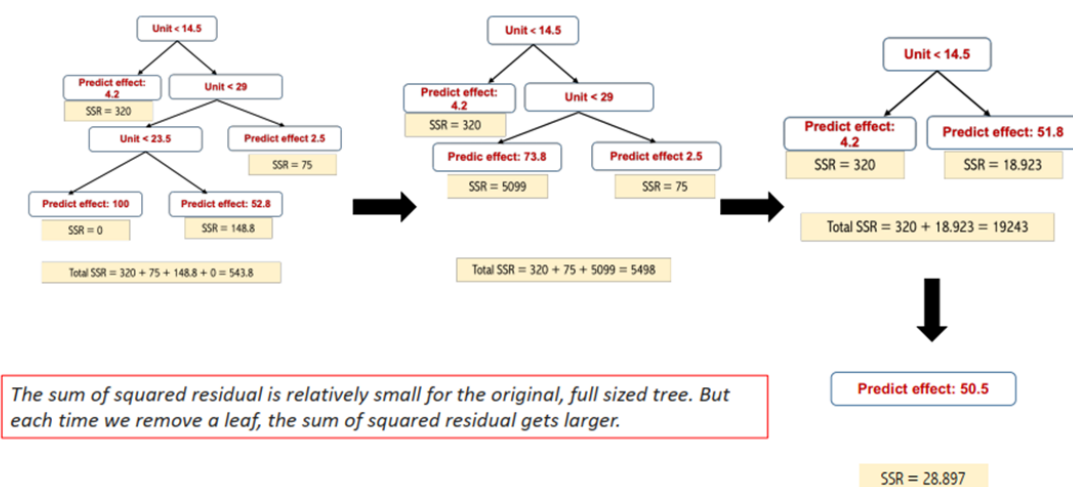 Unit < 14.5
Predict effect:
4.2
SSR = 320
Unit < 29
Unit < 23.5
Predict effect 2.5
SSR = 75
Predict effect: 100
SSR = 0
Predict effect: 52.8
SSR = 148.8
Total SSR = 320 + 75 + 148.8 + 0 = 543.8
Unit < 14.5
Predict effect:
4.2
SSR = 320
Unit < 29
Predic effect: 73.8
SSR = 5099
Predict effect 2.5
SSR = 75
Total SSR = 320 + 75 + 5099 = 5498
Unit < 14.5
Predict effect:
4.2
SSR = 320
Predict effect: 51.8
SSR = 18.923
Total SSR = 320 + 18.923 = 19243
Predict effect: 50.5
SSR = 28.897
The sum of squared residual is relatively small for the original, full sized tree. But
each time we remove a leaf, the sum of squared residual gets larger.